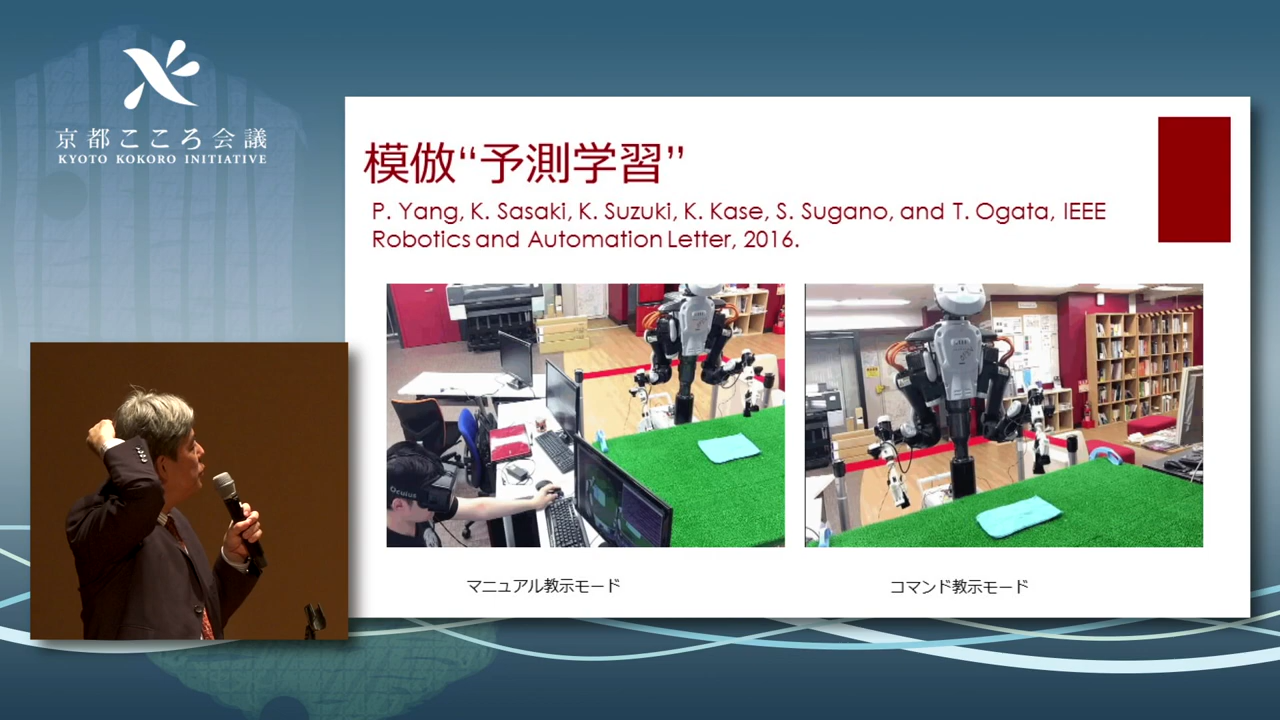 京都こころ会議
KYOTO KOKORO INITIATIVE
模倣“予測学習”
P. Yang, K. Sasaki, K. Suzuki, K. Kase, S. Sugano, and T. Ogata, IEEE
Robotics and Automation Letter, 2016.
Oculus
マニュアル教示モード
コマンド教示モード